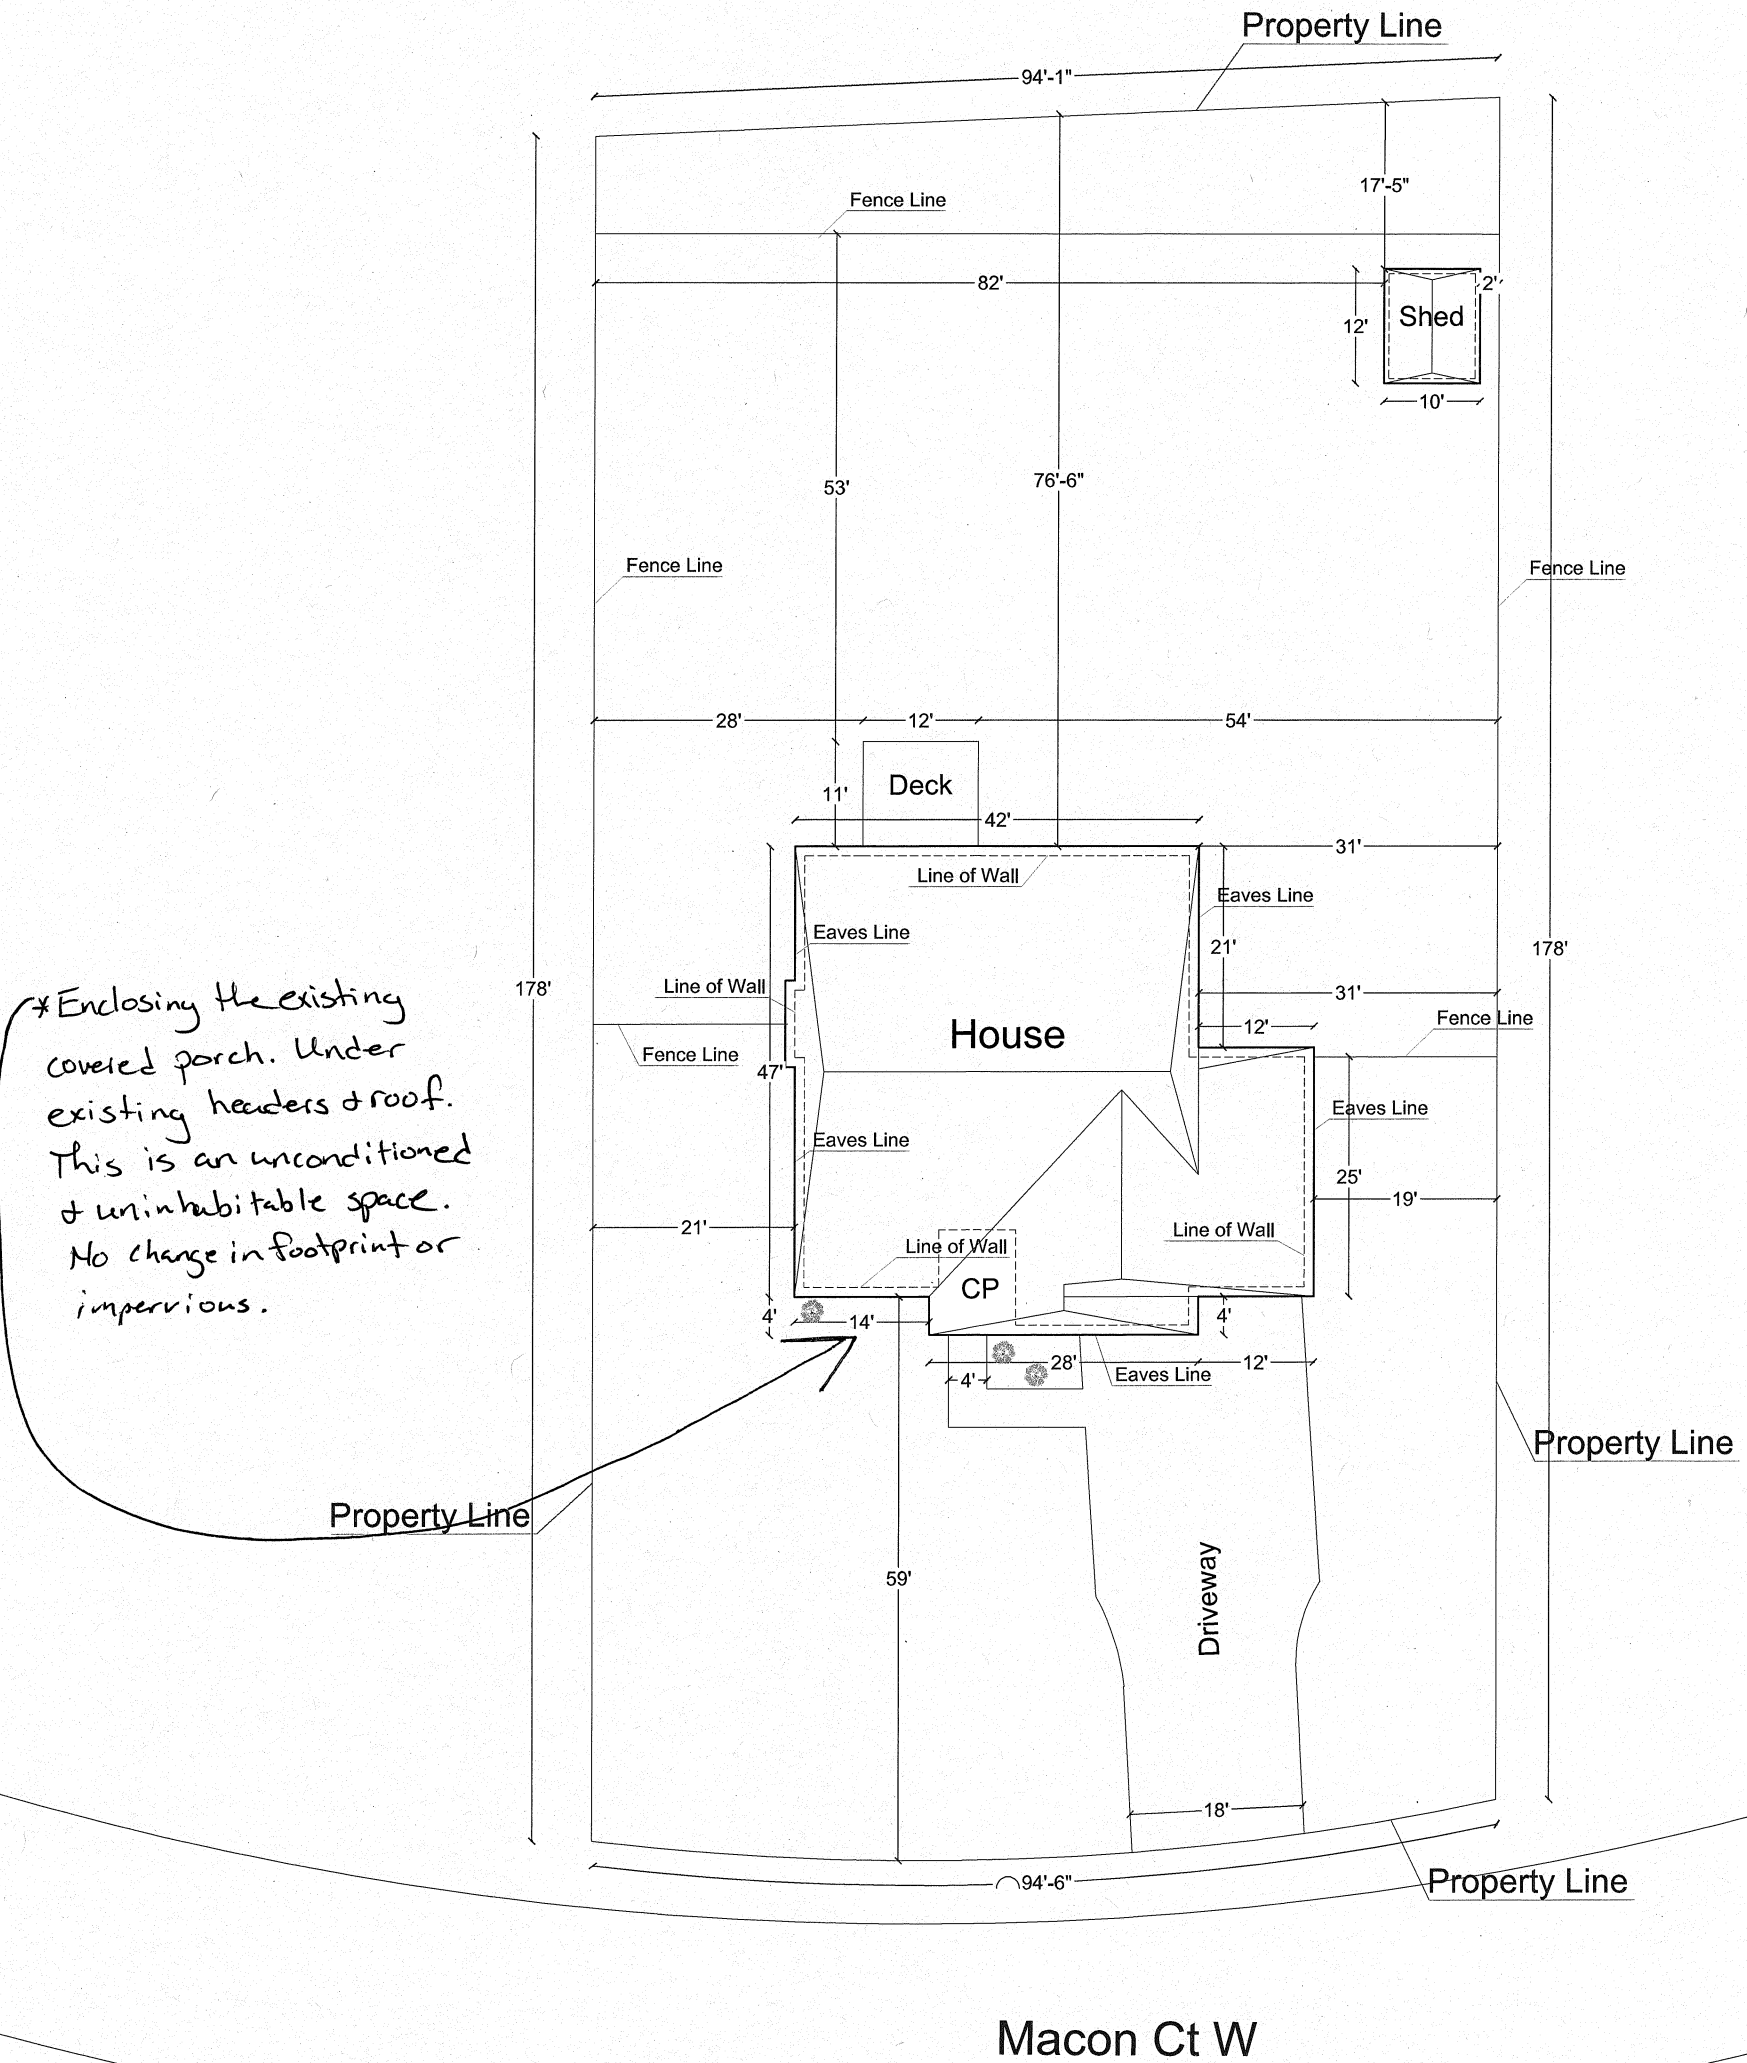 Property Line
94'-1"
17'-5"
Fence Line
82'
2'
Shed
12'
10'
53'
76'-6"
Fence Line
Fence Line
28'
12'
54'
Deck
11'
42'
31'
Line of Wall
Eaves Line
Eaves Line
21'
178'
178'
Line of Wall
31'
* Enclosing the existing
covered porch. Under
existing headers & roof.
This is an unconditioned
& uninhabitable space.
No change in footprint or
impervious.
House
12'
Fence Line
Fence Line
47'
Eaves Line
Eaves Line
25'
19'
21'
Line of Wall
Line of Wall
CP
4'
14'
4'
28'
12'
4'
Eaves Line
Property Line
Property Line
59'
Driveway
18'
94'-6"
Property Line
Macon Ct W